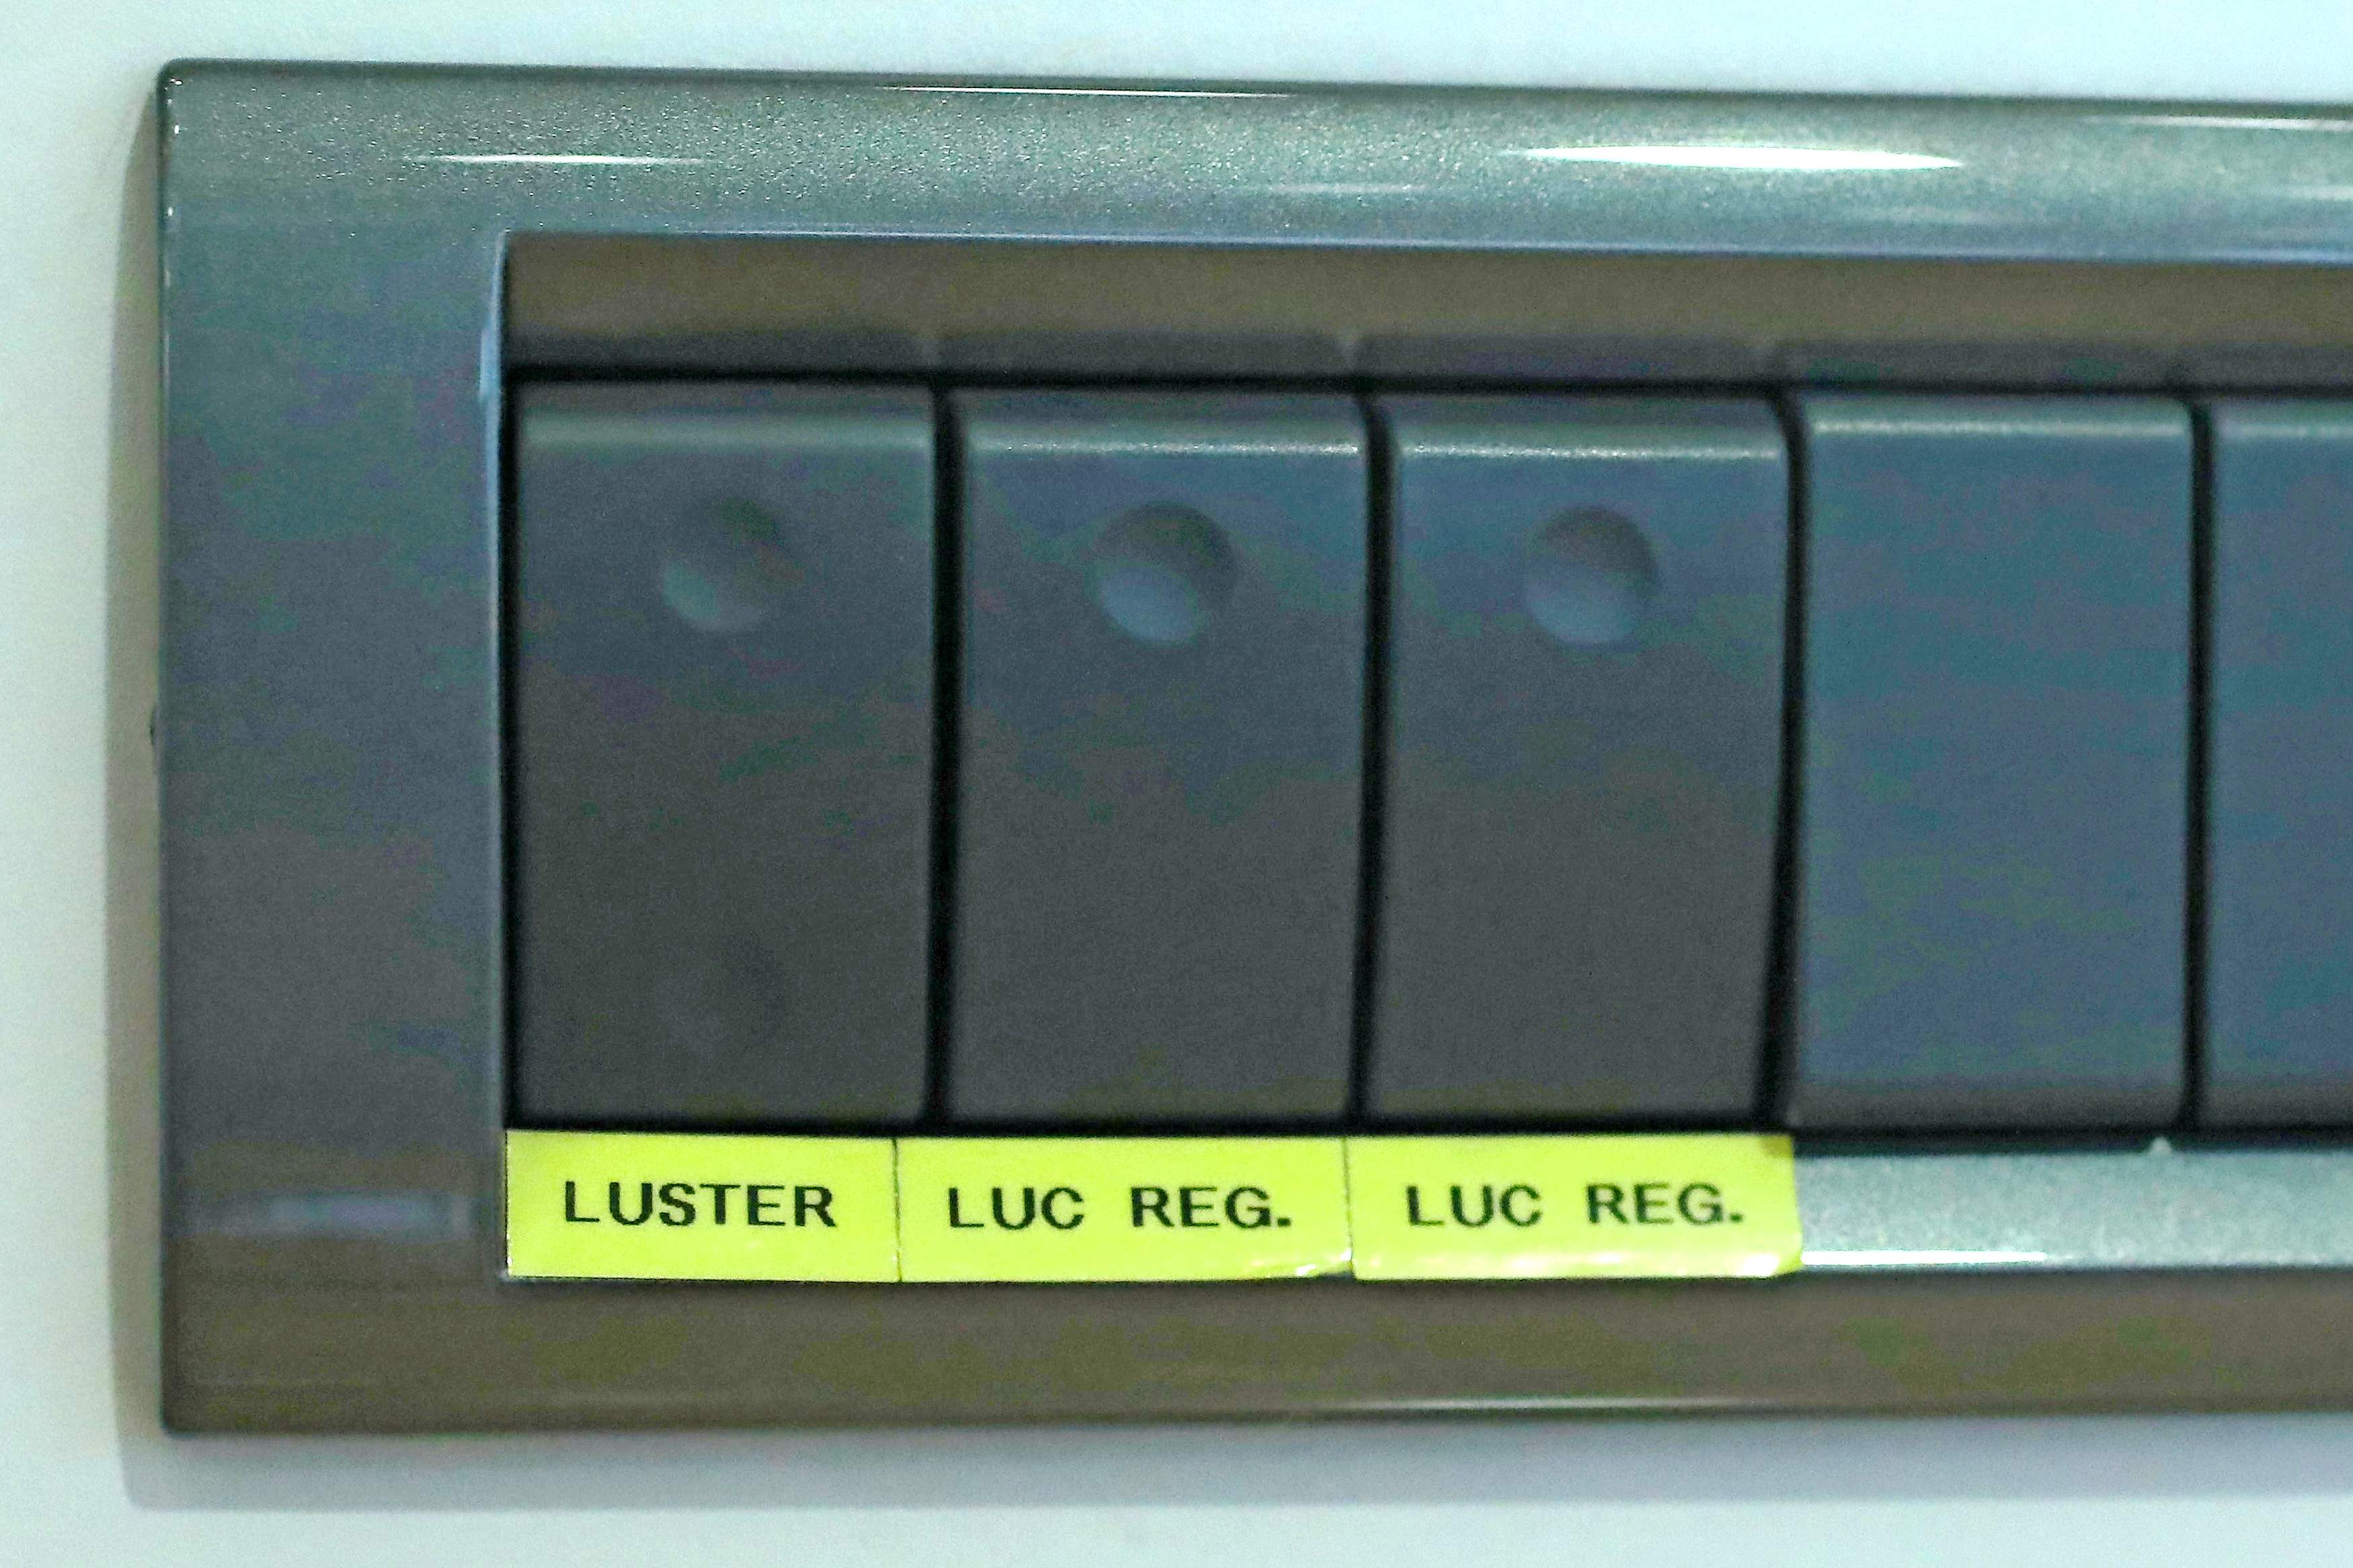 LUSTER LUC REG. LUC REG.